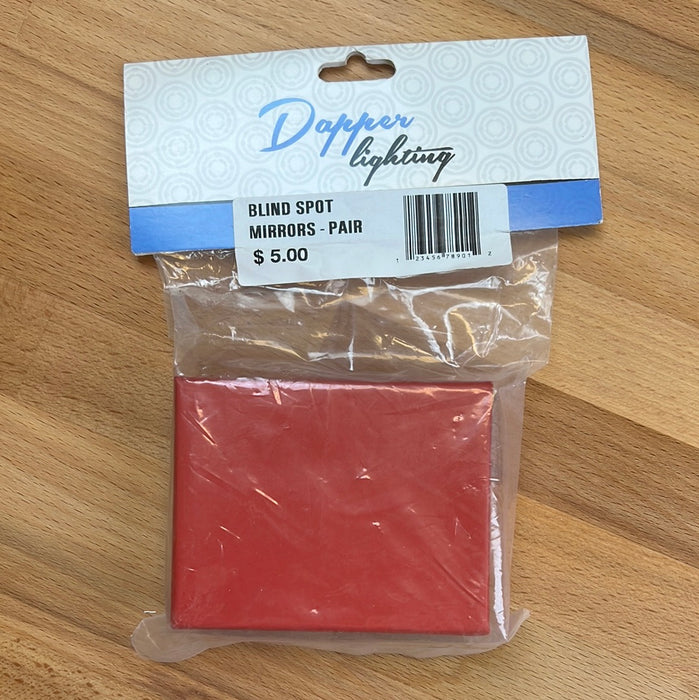 Dapper
lighting
BLIND SPOT
MIRRORS - PAIR
$ 5.00
1 23456 78901 2